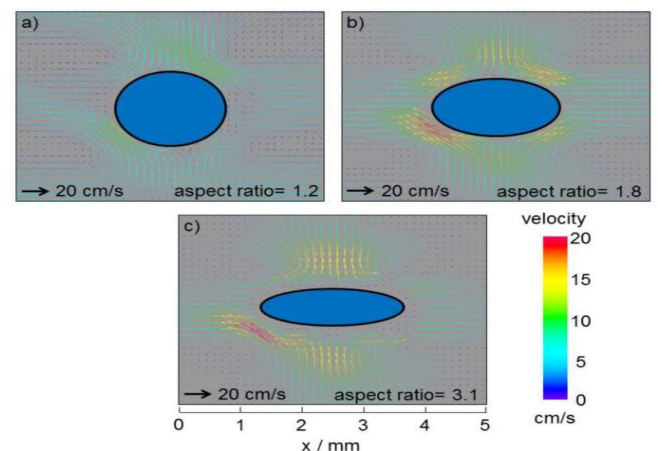 a)
20 cm/s aspect ratio= 1.2
b)
20 cm/s aspect ratio= 1.8
c)
20 cm/s aspect ratio= 3.1
0 1 2 3 4 5
x / mm
velocity
20
15
10
5
0
cm/s